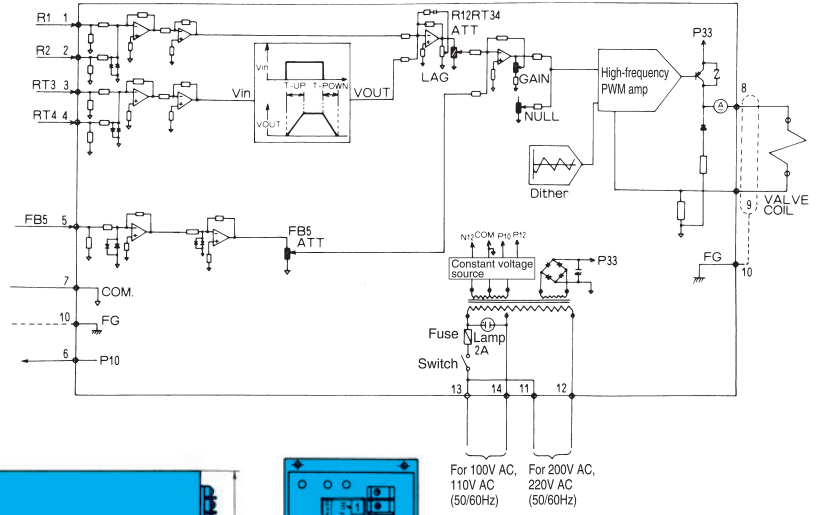 R1 1
R2 2
RT3 3
RT4 4
Vin
Vin
T-UP
T-POWN
VOUT
VOUT
R12RT34
ATT
LAG
GAIN
NULL
High-frequency
PWM amp
Dither
P33
A
8
9
VALVE
COIL
FG
10
FB5 5
FB5
ATT
7
COM.
10
FG
6
P10
N12 COM P10 P12
Constant voltage
source
P33
Fuse
Lamp
2A
Switch
13 14 11 12
For 100V AC,
110V AC
(50/60Hz)
For 200V AC,
220V AC
(50/60Hz)
1